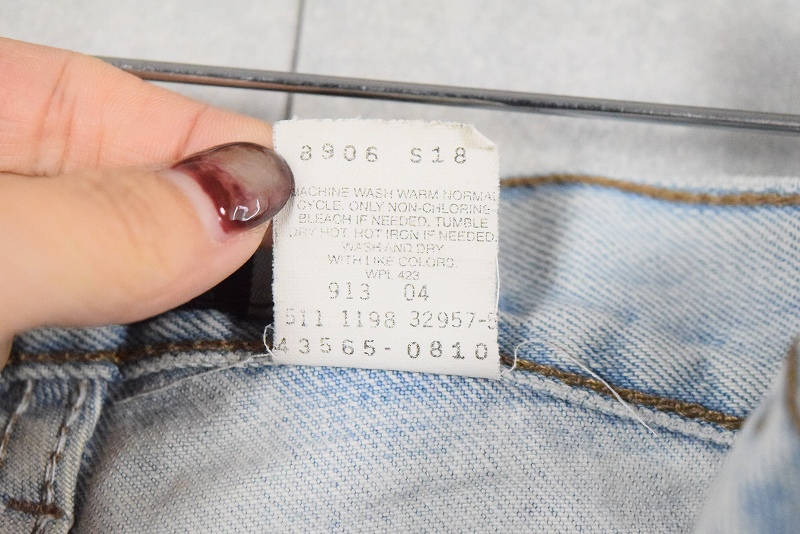 8906 S18
MACHINE WASH WARM NORMAL
CYCLE. ONLY NON-CHLORINE
BLEACH IF NEEDED. TUMBLE
DRY HOT. HOT IRON IF NEEDED.
WASH AND DRY
WITH LIKE COLORS.
WPL 423
913 04
511 1198 32957-5
43565-0810